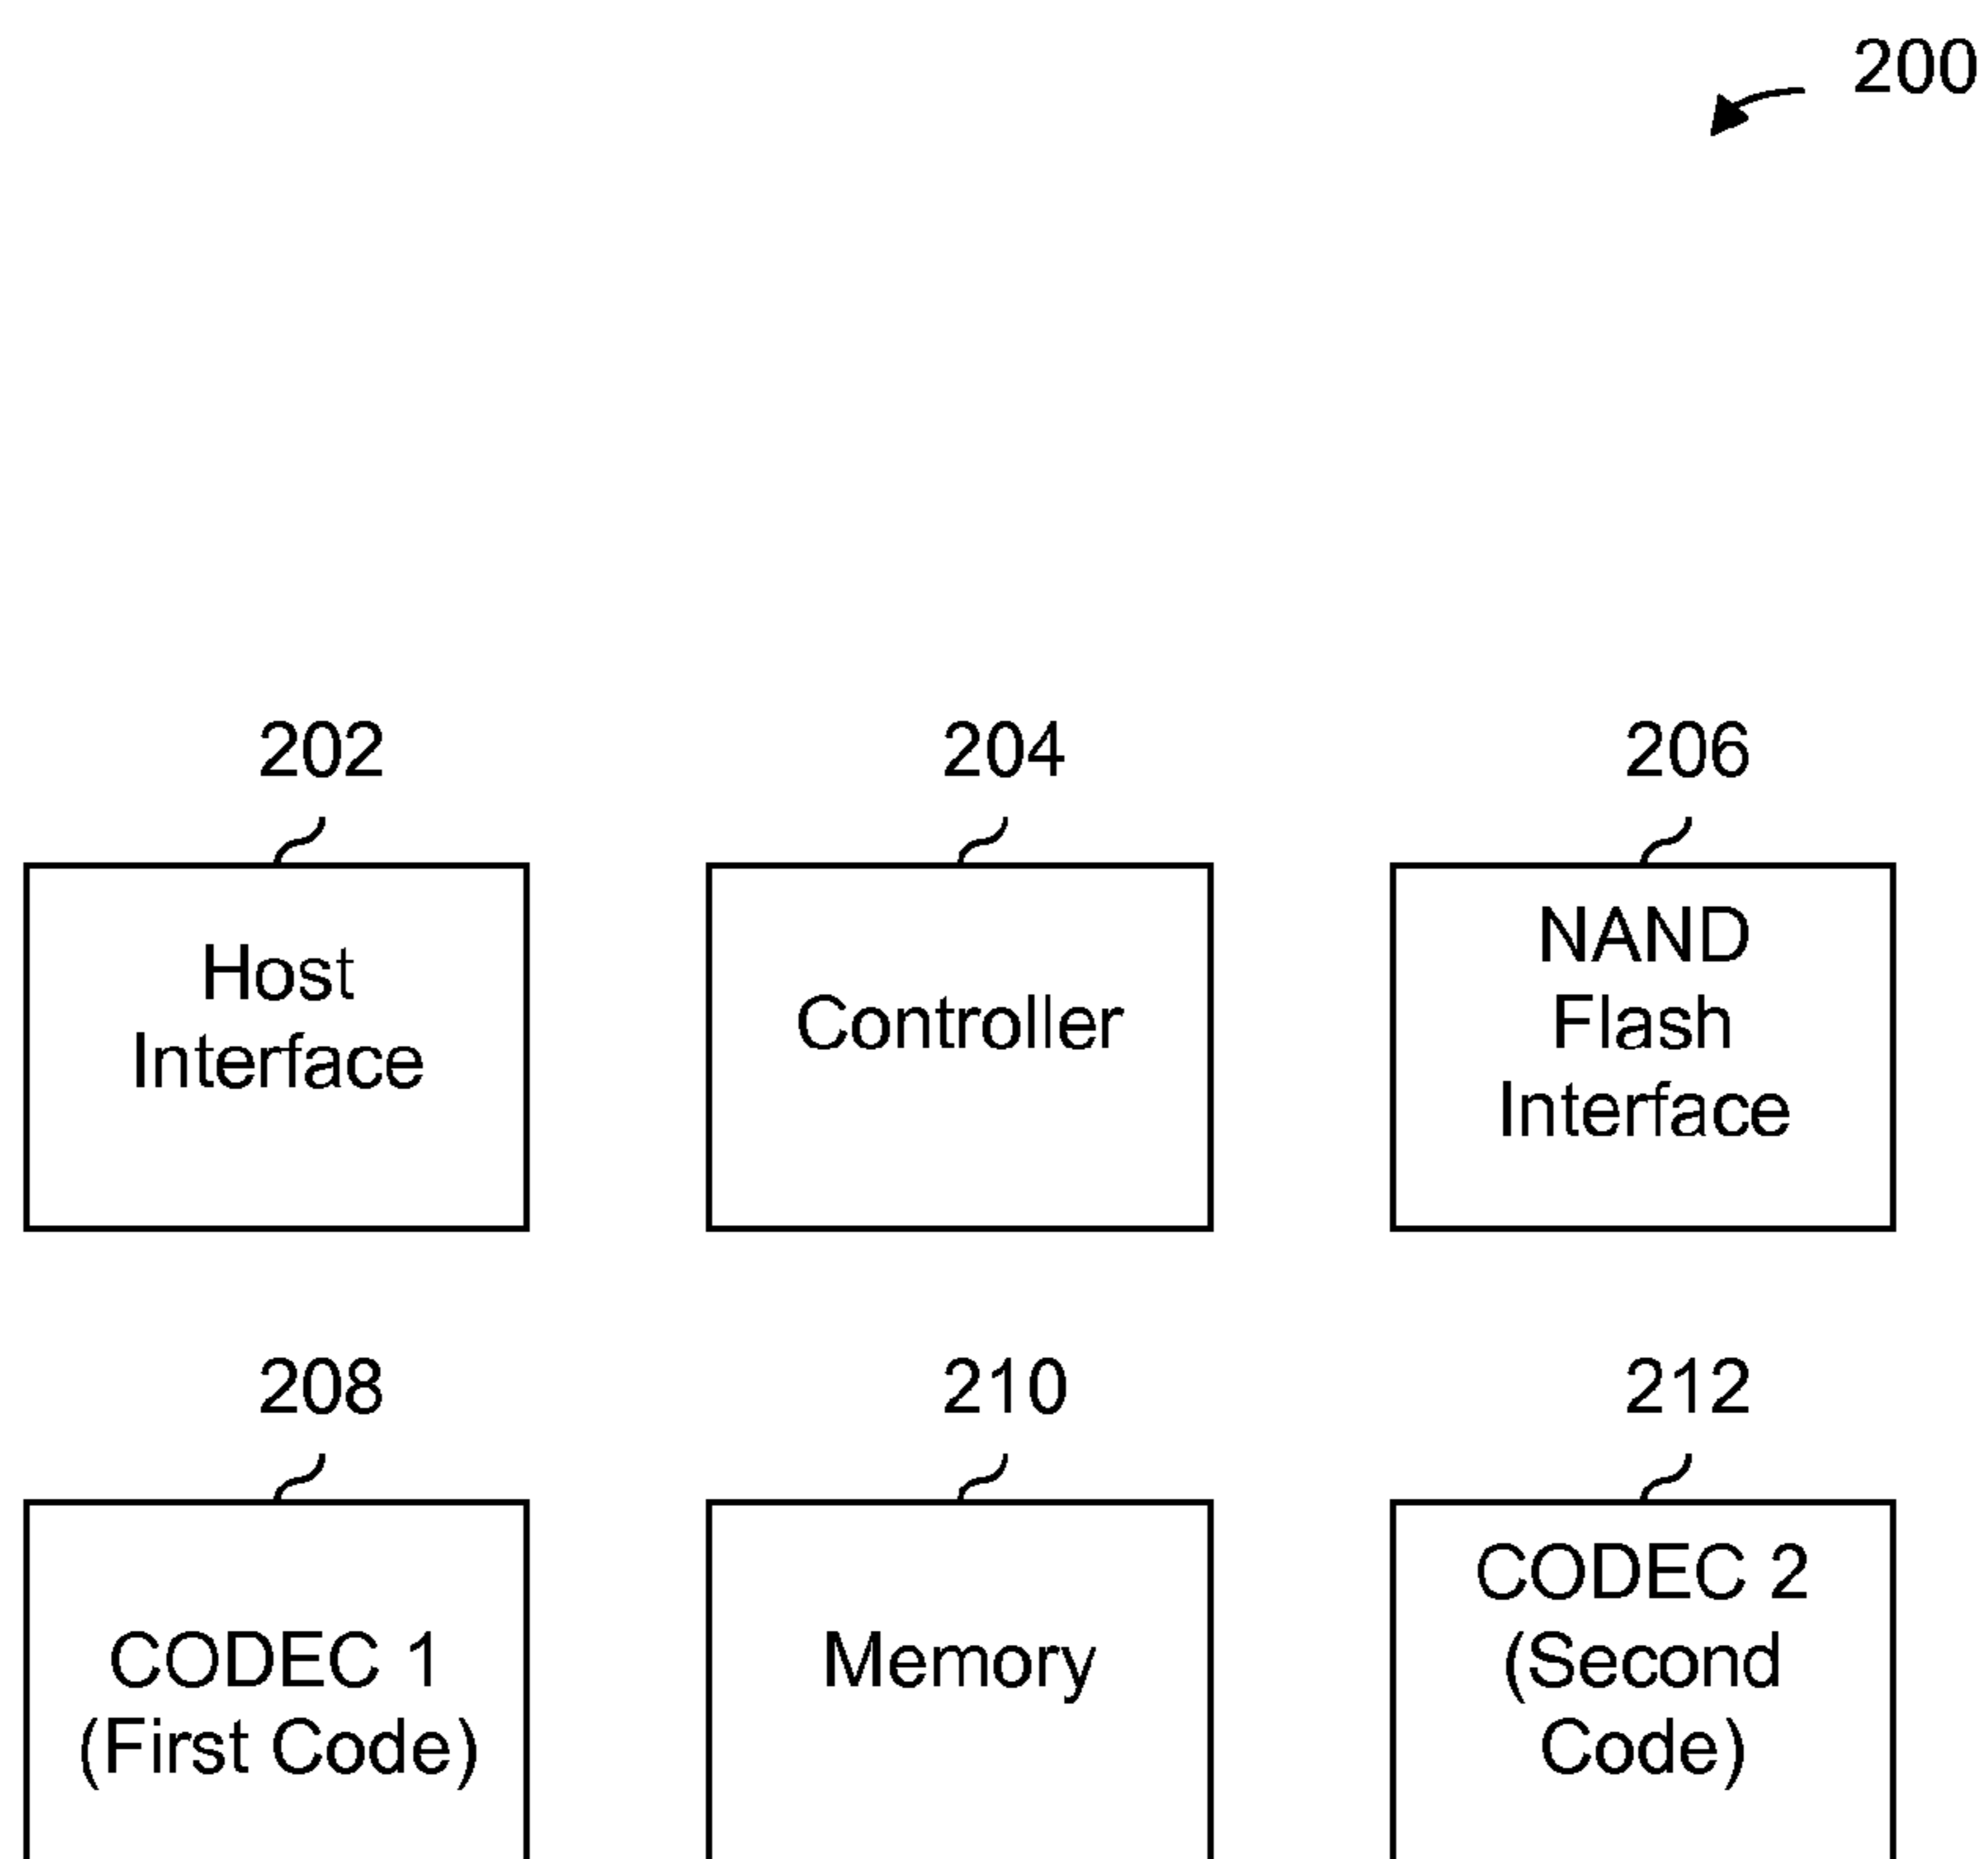 200
202
204
206
Host
Interface
Controller
NAND
Flash
Interface
208
210
212
CODEC 1
(First Code)
Memory
CODEC 2
(Second
Code)